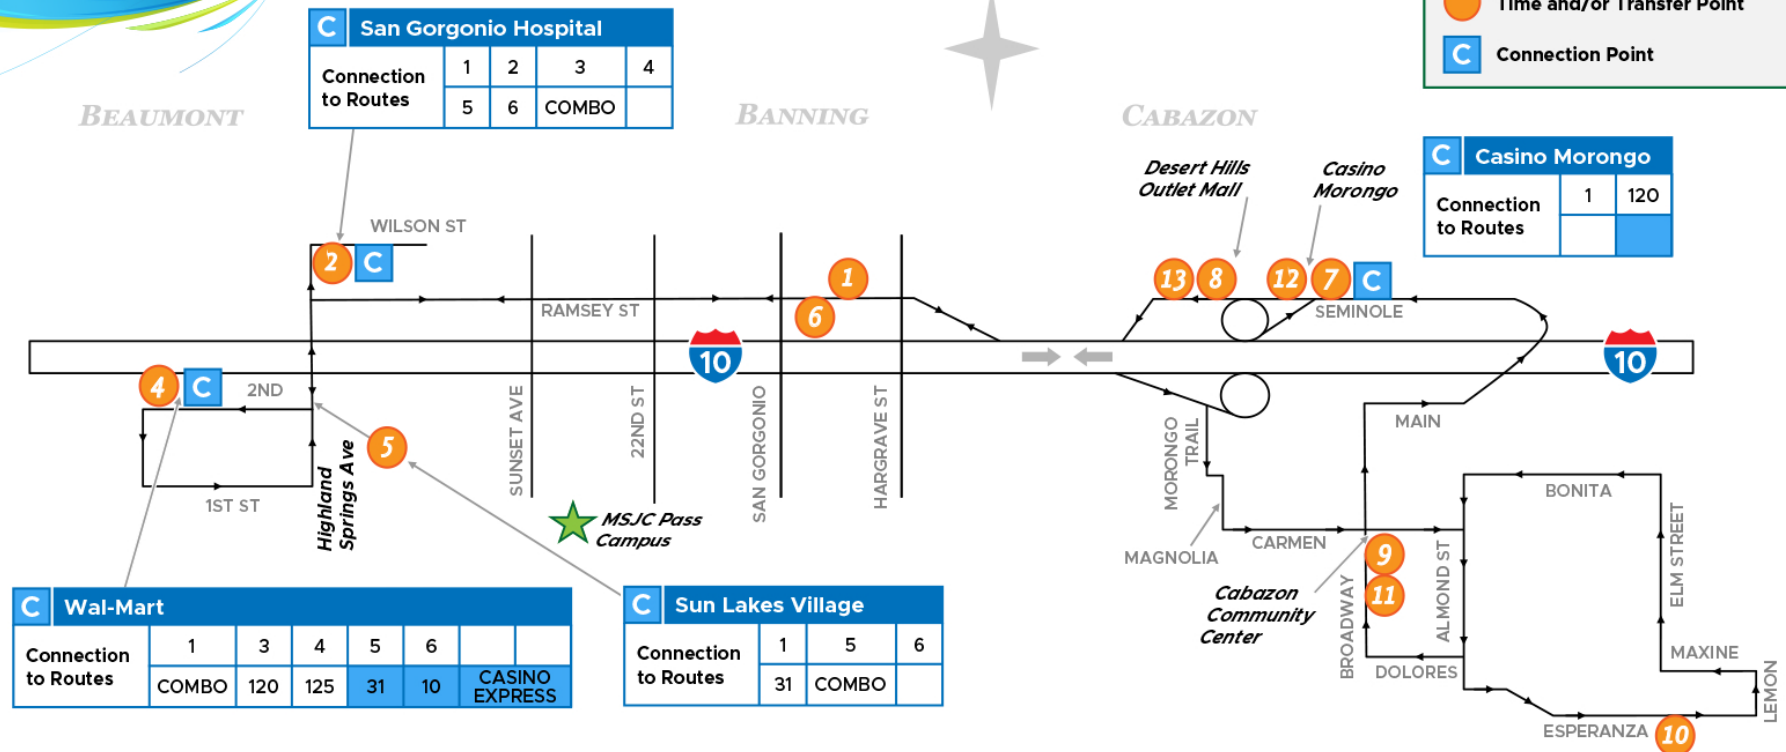 Time and/or Transfer Point
C Connection Point
C San Gorgonio Hospital
Connection to Routes
1 2 3 4
5 6 COMBO
BEAUMONT
BANNING
CABAZON
Desert Hills
Outlet Mall
Casino
Morongo
C Casino Morongo
Connection to Routes
1 120
WILSON ST
2 C
1
13 8 12 7 C
RAMSEY ST
6
SEMINOLE
10
10
4 C
2ND
5
1ST ST
Highland
Springs Ave
SUNSET AVE
22ND ST
SAN GORGONIO
HARGRAVE ST
MSJC Pass
Campus
MORONGO
TRAIL
MAIN
BONITA
MAGNOLIA
CARMEN
9
11
Cabazon
Community
Center
BROADWAY
ALMOND ST
ELM STREET
DOLORES
MAXINE
LEMON
ESPERANZA
10
C Wal-Mart
Connection to Routes
1 3 4 5 6
COMBO 120 125 31 10 CASINO EXPRESS
C Sun Lakes Village
Connection to Routes
1 5 6
31 COMBO